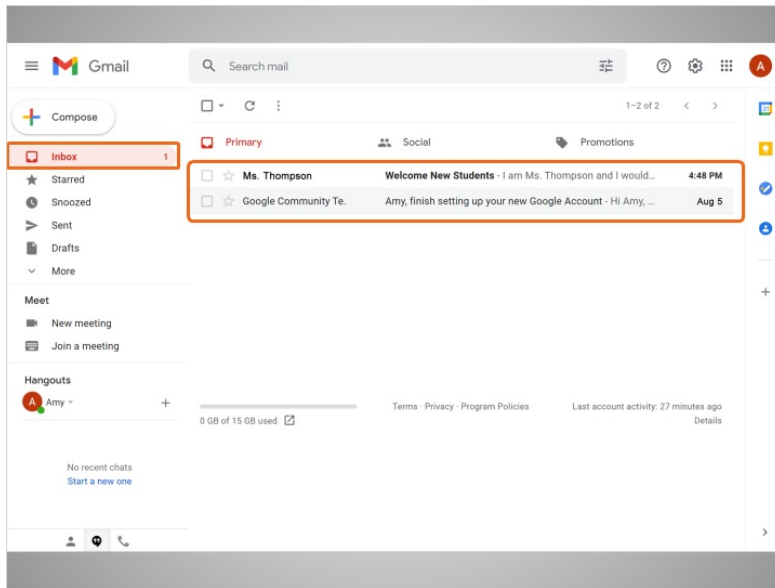 Gmail
Search mail
A
Compose
1–2 of 2
Primary
Social
Promotions
Inbox 1
Starred
Snoozed
Sent
Drafts
More
Ms. Thompson Welcome New Students - I am Ms. Thompson and I would... 4:48 PM
Google Community Te. Amy, finish setting up your new Google Account - Hi Amy, ... Aug 5
Meet
New meeting
Join a meeting
Hangouts
A Amy
0 GB of 15 GB used
Terms · Privacy · Program Policies
Last account activity: 27 minutes ago
Details
No recent chats
Start a new one